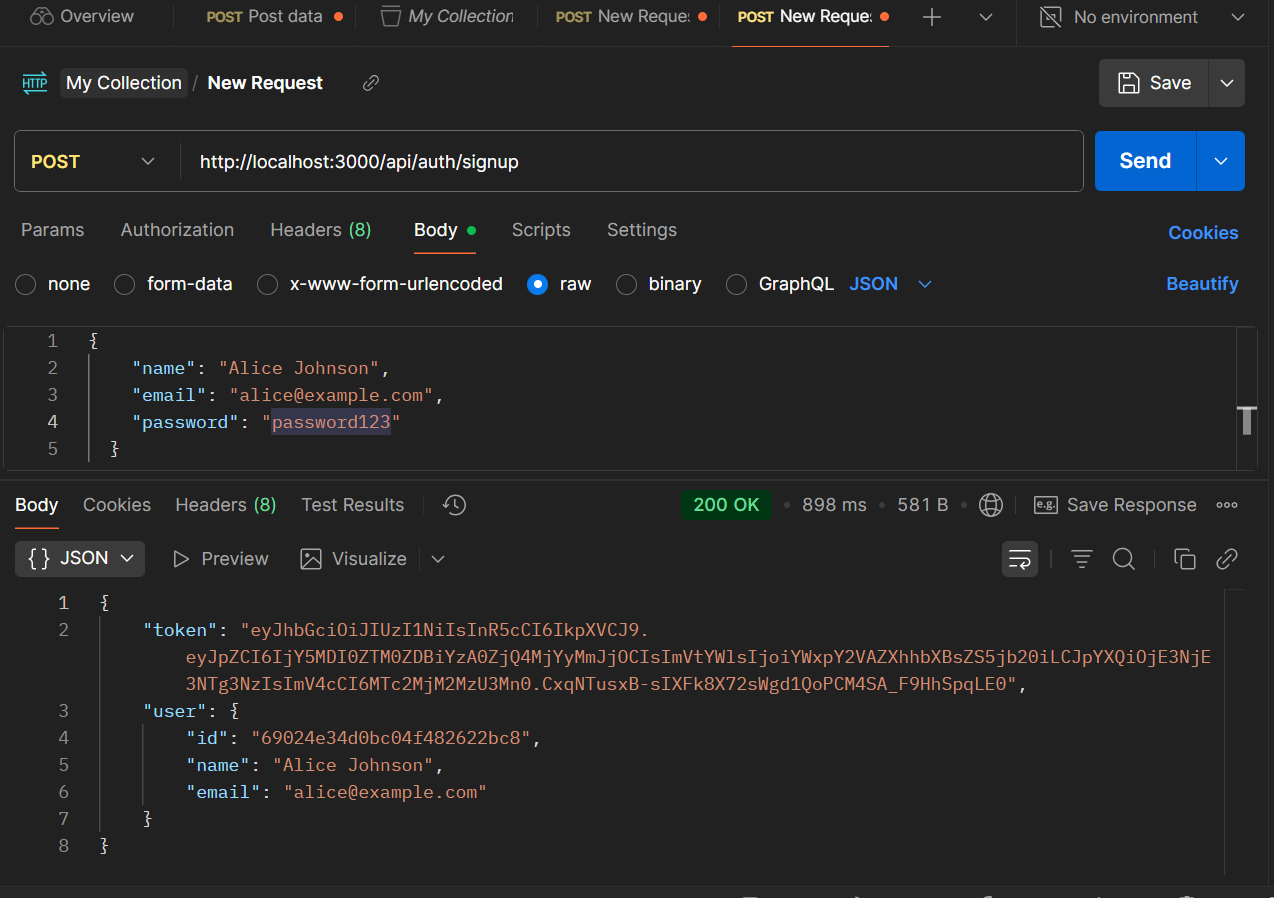 Overview POST Post data My Collection POST New Reque POST New Reque No environment
HTTP My Collection / New Request Save
POST http://localhost:3000/api/auth/signup Send
Params Authorization Headers (8) Body Scripts Settings Cookies
none form-data x-www-form-urlencoded raw binary GraphQL JSON Beautify
1 {
2 "name": "Alice Johnson",
3 "email": "alice@example.com",
4 "password": "password123"
5 }
Body Cookies Headers (8) Test Results 200 OK • 898 ms • 581 B • e.g. Save Response
{} JSON Preview Visualize
1 {
2 "token": "eyJhbGciOiJIUzI1NiIsInR5cCI6IkpXVCJ9.
eyJpZCI6IjY5MDI0ZTM0ZDBiYzA0ZjQ4MjYyMmJjOCIsImVtYWlsIjoiYWxpY2VAZXhhbXBsZS5jb20iLCJpYXQiOjE3NjE
3NTg3NzIsImV4cCI6MTc2MjM2MzU3Mn0.CxqNTusxB-sIXFk8X72sWgd1QoPCM4SA_F9HhSpqLE0",
3 "user": {
4 "id": "69024e34d0bc04f482622bc8",
5 "name": "Alice Johnson",
6 "email": "alice@example.com"
7 }
8 }